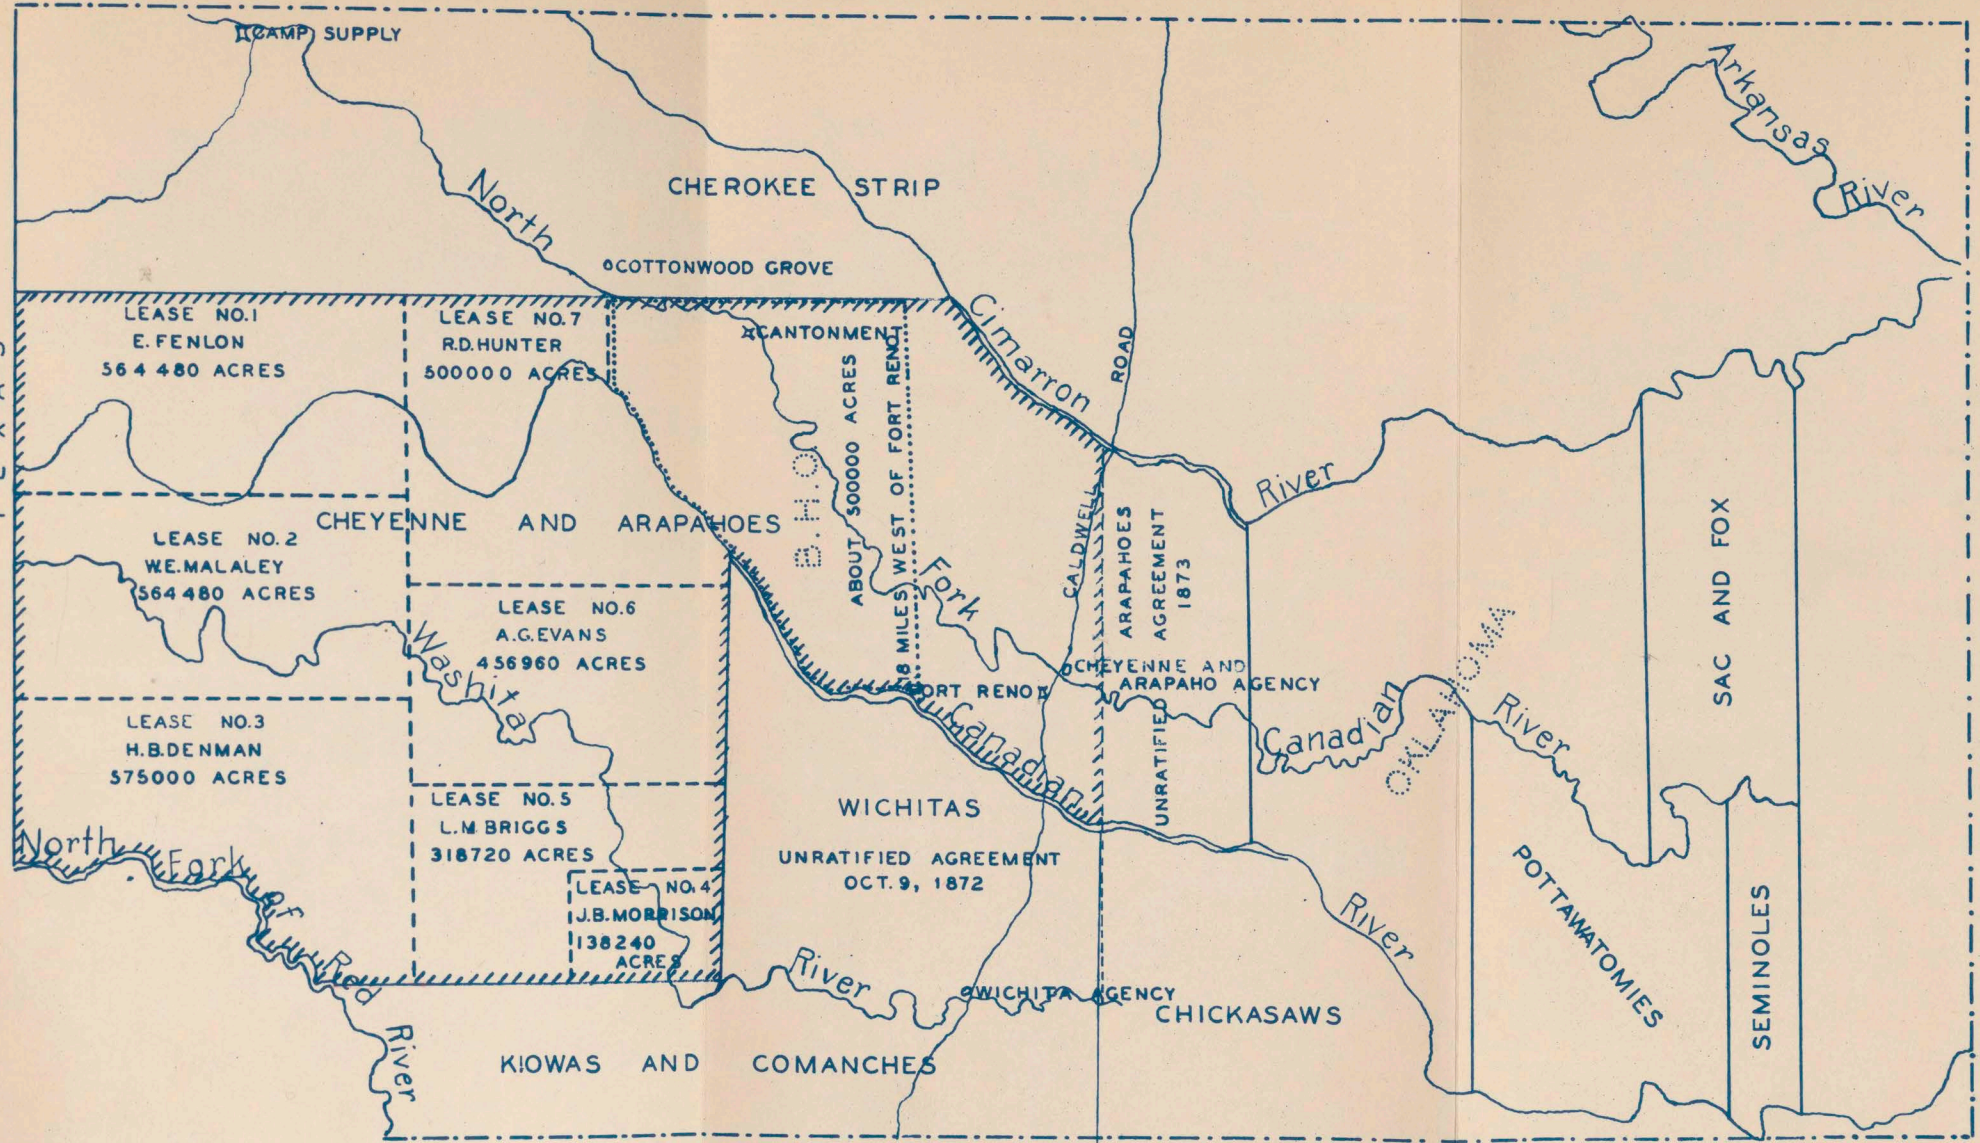 CAMP SUPPLY
Arkansas River
CHEROKEE STRIP
North
COTTONWOOD GROVE
LEASE NO.1
E. FENLON
564 480 ACRES
LEASE NO.7
R.D. HUNTER
500000 ACRES
CANTONMENT
Cimarron
ROAD
B.H.O.
ABOUT 500000 ACRES
18 MILES WEST OF FORT RENO
River
CHEYENNE AND ARAPAHOES
LEASE NO. 2
W.E. MALALEY
564 480 ACRES
CALDWELL
ARAPAHOES
AGREEMENT
1873
UNRATIFIED
SAC AND FOX
Fork
LEASE NO.6
A.G. EVANS
456960 ACRES
Washita
CHEYENNE AND
ARAPAHO AGENCY
FORT RENO
OKLAHOMA
Canadian
Canadian
River
LEASE NO.3
H.B. DENMAN
575000 ACRES
LEASE NO.5
L.M. BRIGGS
318720 ACRES
WICHITAS
UNRATIFIED AGREEMENT
OCT. 9, 1872
LEASE NO.4
J.B. MORRISON
138240
ACRES
North Fork of Red River
River
River
POTTAWATOMIES
SEMINOLES
WICHITA AGENCY
CHICKASAWS
KIOWAS AND COMANCHES